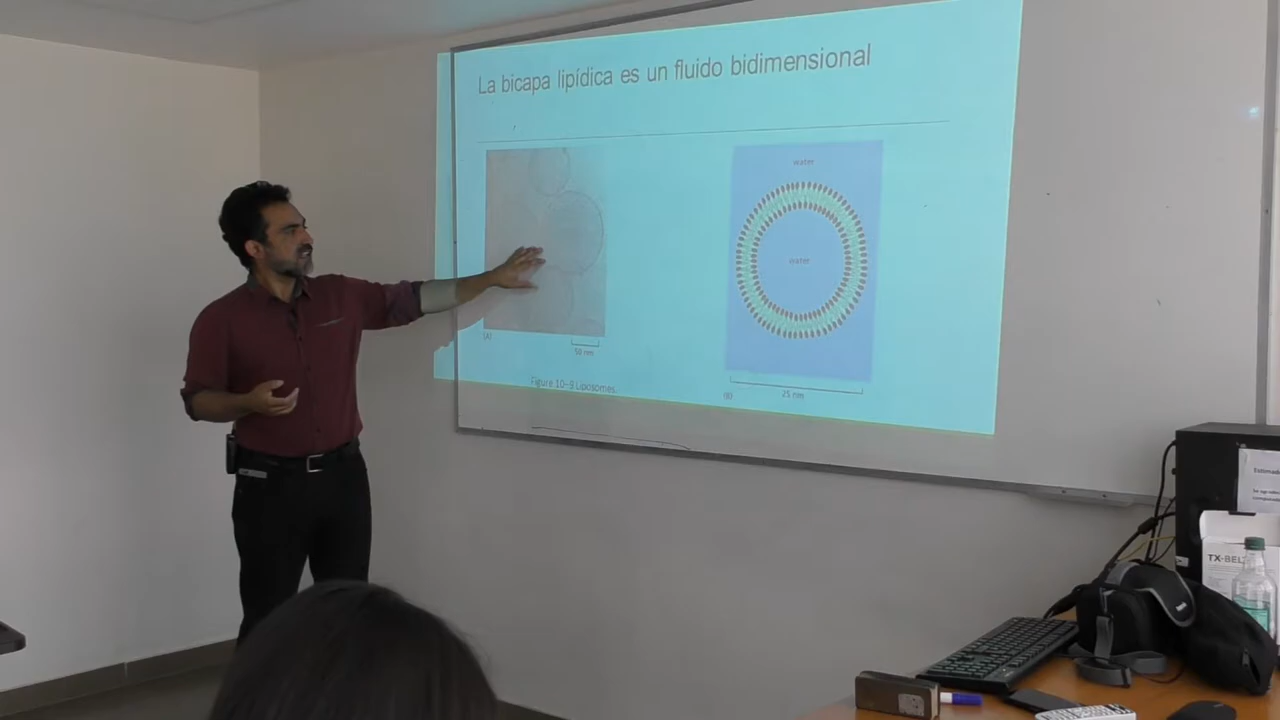 La bicapa lipídica es un fluido bidimensional
water
water
(A)
50 nm
Figure 10–9 Liposomes.
(B)
25 nm
Estimado
TX-BEL